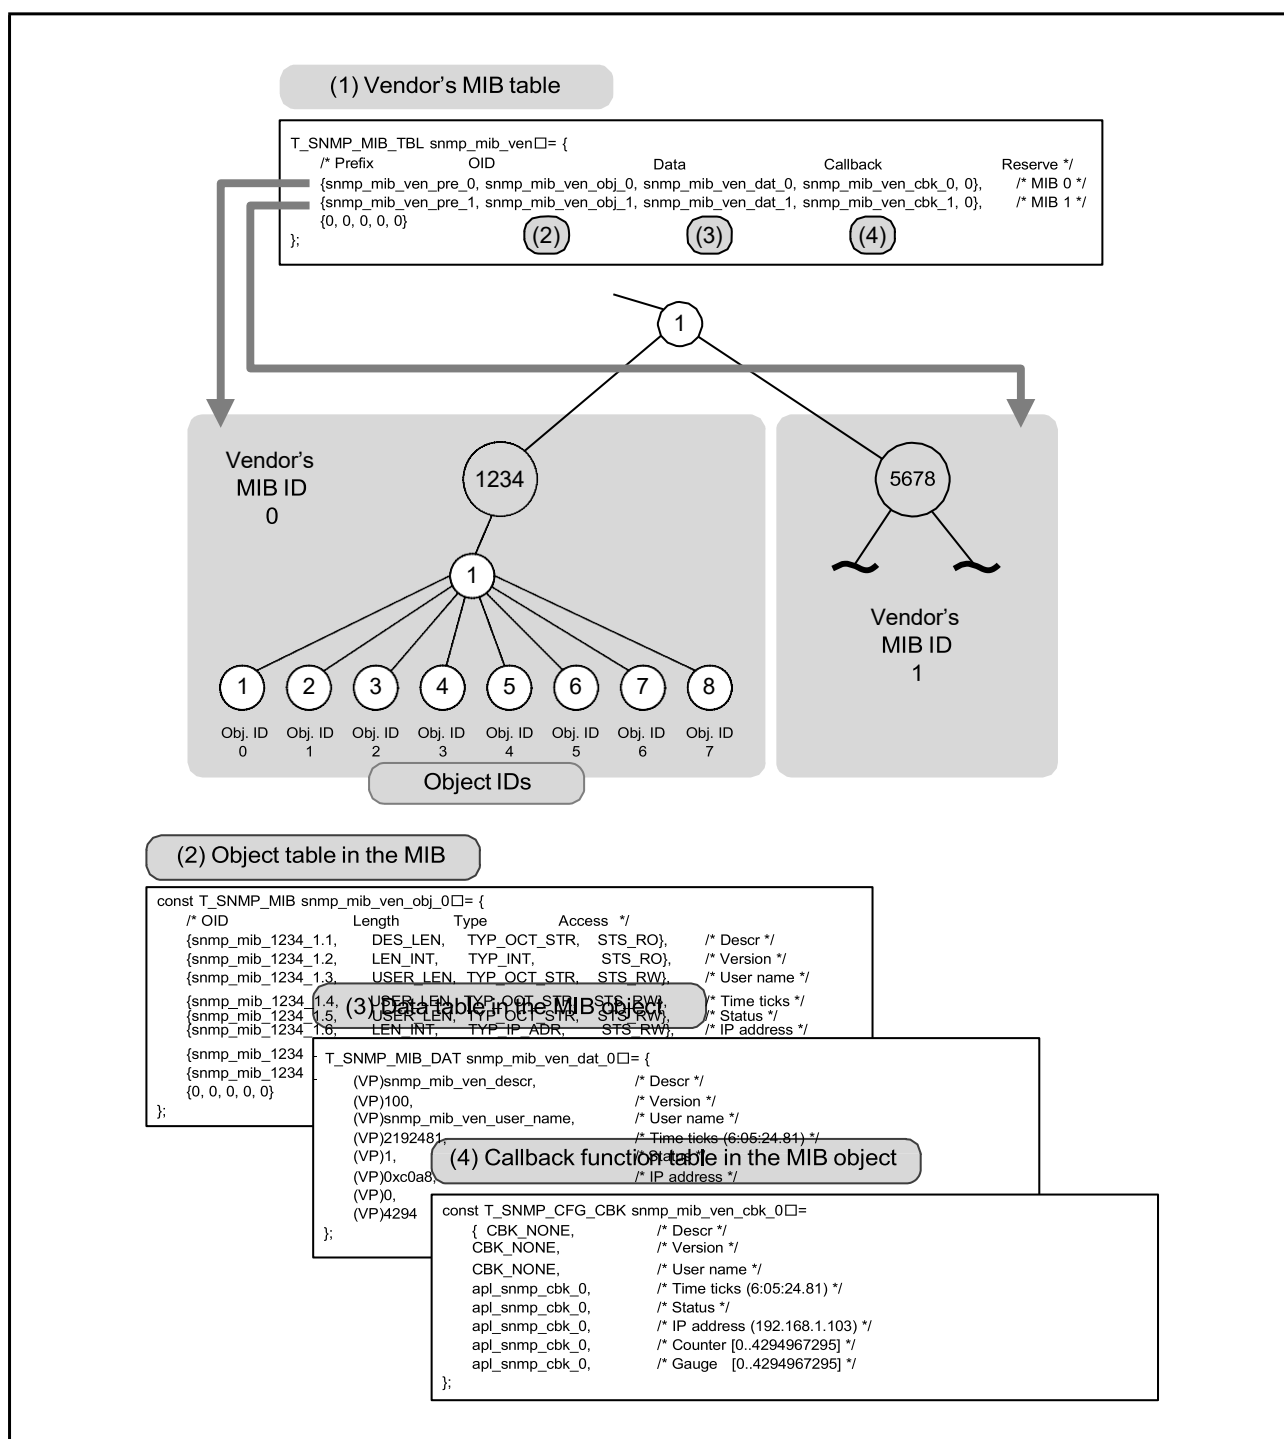 (1) Vendor's MIB table
T_SNMP_MIB_TBL snmp_mib_ven□= {
/* Prefix OID Data Callback Reserve */
{snmp_mib_ven_pre_0, snmp_mib_ven_obj_0, snmp_mib_ven_dat_0, snmp_mib_ven_cbk_0, 0}, /* MIB 0 */
{snmp_mib_ven_pre_1, snmp_mib_ven_obj_1, snmp_mib_ven_dat_1, snmp_mib_ven_cbk_1, 0}, /* MIB 1 */
{0, 0, 0, 0, 0}
};
(2) (3) (4)
1
Vendor's
MIB ID
0
1234
5678
1
Vendor's
MIB ID
1
1 2 3 4 5 6 7 8
Obj. ID Obj. ID Obj. ID Obj. ID Obj. ID Obj. ID Obj. ID Obj. ID
0 1 2 3 4 5 6 7
Object IDs
(2) Object table in the MIB
const T_SNMP_MIB snmp_mib_ven_obj_0□= {
/* OID Length Type Access */
{snmp_mib_1234_1.1, DES_LEN, TYP_OCT_STR, STS_RO}, /* Descr */
{snmp_mib_1234_1.2, LEN_INT, TYP_INT, STS_RO}, /* Version */
{snmp_mib_1234_1.3, USER_LEN, TYP_OCT_STR, STS_RW}, /* User name */
{snmp_mib_1234_1.4, USER_LEN, TYP_OCT_STR, STS_RW}, /* Time ticks */
{snmp_mib_1234_1.5, USER_LEN, TYP_OCT_STR, STS_RW}, /* Status */
{snmp_mib_1234_1.6, LEN_INT, TYP_IP_ADR, STS_RW}, /* IP address */
{snmp_mib_1234_
{snmp_mib_1234_
{0, 0, 0, 0, 0}
};
(3) Data table in the MIB object
T_SNMP_MIB_DAT snmp_mib_ven_dat_0□= {
(VP)snmp_mib_ven_descr, /* Descr */
(VP)100, /* Version */
(VP)snmp_mib_ven_user_name, /* User name */
(VP)2192481, /* Time ticks (6:05:24.81) */
(VP)1, /* Status */
(VP)0xc0a8, /* IP address */
(VP)0,
(VP)4294
};
(4) Callback function table in the MIB object
const T_SNMP_CFG_CBK snmp_mib_ven_cbk_0□=
{ CBK_NONE, /* Descr */
CBK_NONE, /* Version */
CBK_NONE, /* User name */
apl_snmp_cbk_0, /* Time ticks (6:05:24.81) */
apl_snmp_cbk_0, /* Status */
apl_snmp_cbk_0, /* IP address (192.168.1.103) */
apl_snmp_cbk_0, /* Counter [0..4294967295] */
apl_snmp_cbk_0, /* Gauge [0..4294967295] */
};